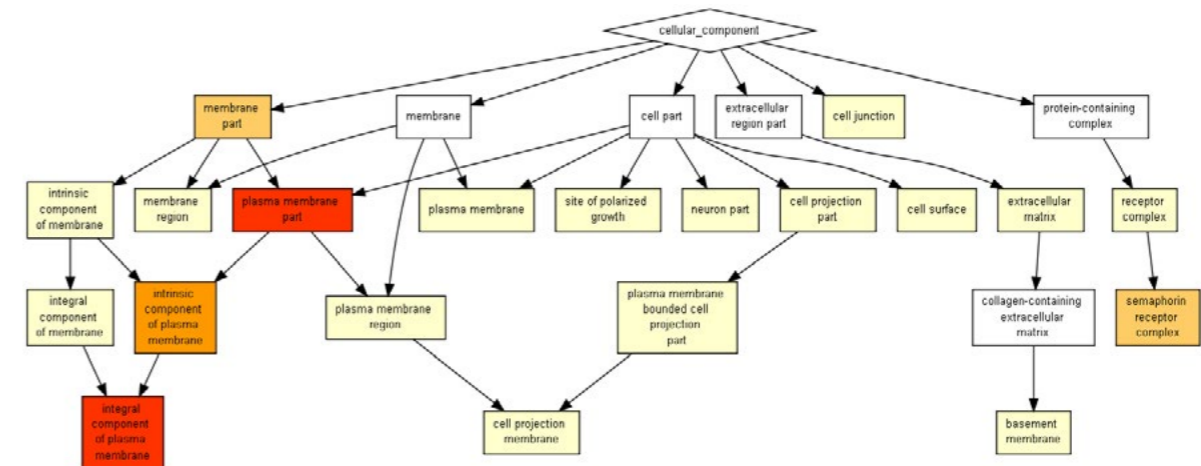 cellular_component
membrane
part
membrane
cell part
extracellular
region part
cell junction
protein-containing
complex
intrinsic
component
of membrane
membrane
region
plasma membrane
part
plasma membrane
site of polarized
growth
neuron part
cell projection
part
cell surface
extracellular
matrix
receptor
complex
integral
component
of membrane
intrinsic
component
of plasma
membrane
plasma membrane
region
plasma membrane
bounded cell
projection
part
collagen-containing
extracellular
matrix
semaphorin
receptor
complex
integral
component
of plasma
membrane
cell projection
membrane
basement
membrane